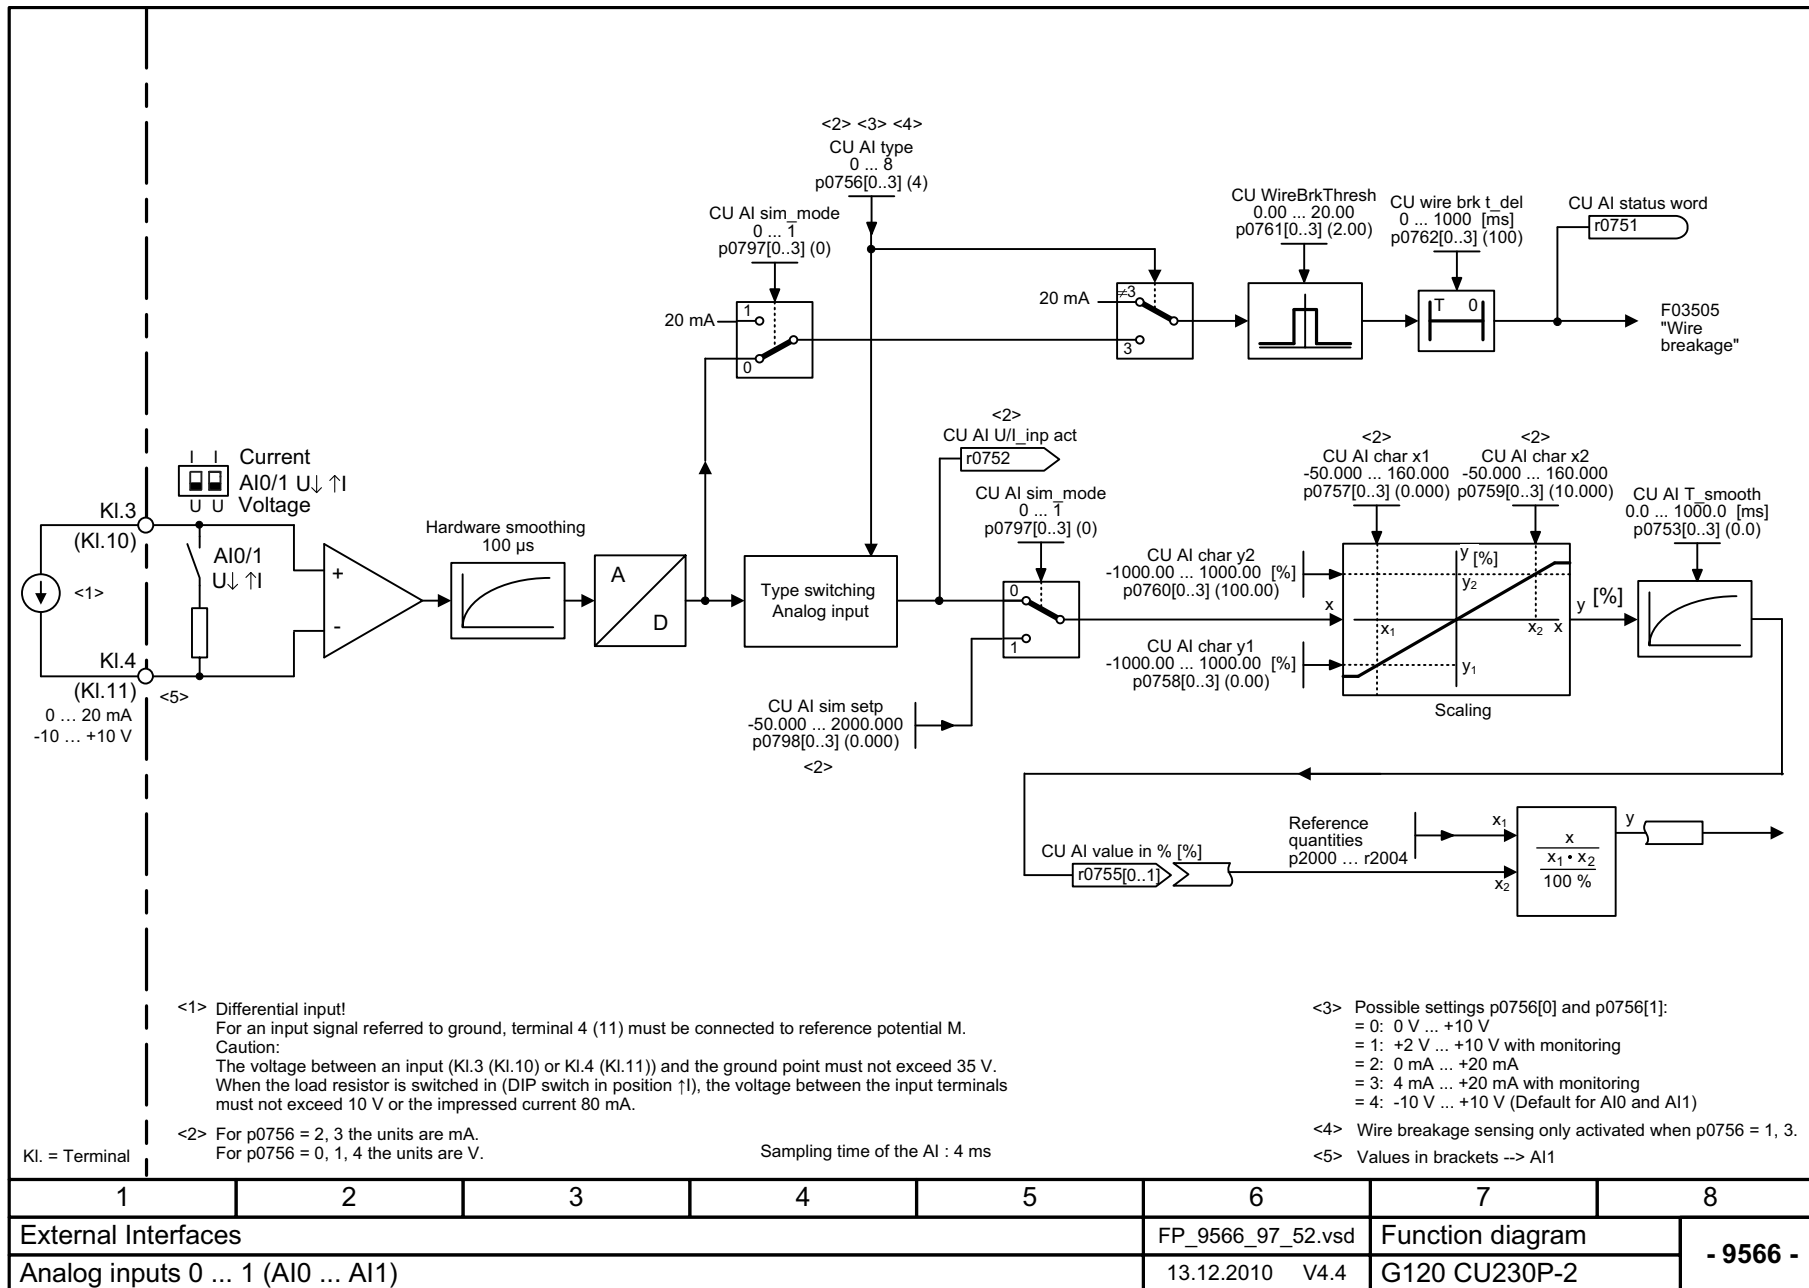 <2> <3> <4>
CU AI type
0 ... 8
p0756[0..3] (4)
CU AI sim_mode
0 ... 1
p0797[0..3] (0)
20 mA
1
0
20 mA
≠3
3
CU WireBrkThresh
0.00 ... 20.00
p0761[0..3] (2.00)
CU wire brk t_del
0 ... 1000 [ms]
p0762[0..3] (100)
T 0
CU AI status word
r0751
F03505
"Wire
breakage"
I I Current
AI0/1 U↓ ↑I
U U Voltage
Kl.3
(Kl.10)
<1>
AI0/1
U↓ ↑I
Kl.4
(Kl.11)
<5>
0 ... 20 mA
-10 ... +10 V
+
-
Hardware smoothing
100 µs
A
D
Type switching
Analog input
<2>
CU AI U/I_inp act
r0752
CU AI sim_mode
0 ... 1
p0797[0..3] (0)
0
1
CU AI sim setp
-50.000 ... 2000.000
p0798[0..3] (0.000)
<2>
CU AI char y2
-1000.00 ... 1000.00 [%]
p0760[0..3] (100.00)
x
CU AI char y1
-1000.00 ... 1000.00 [%]
p0758[0..3] (0.00)
<2>
CU AI char x1
-50.000 ... 160.000
p0757[0..3] (0.000)
<2>
CU AI char x2
-50.000 ... 160.000
p0759[0..3] (10.000)
y [%]
y2
x1
x2 x
y1
Scaling
y [%]
CU AI T_smooth
0.0 ... 1000.0 [ms]
p0753[0..3] (0.0)
CU AI value in % [%]
r0755[0..1]
Reference
quantities
p2000 ... r2004
x1
x2
x
x1 • x2
100 %
y
<1> Differential input!
For an input signal referred to ground, terminal 4 (11) must be connected to reference potential M.
Caution:
The voltage between an input (Kl.3 (Kl.10) or Kl.4 (Kl.11)) and the ground point must not exceed 35 V.
When the load resistor is switched in (DIP switch in position ↑I), the voltage between the input terminals
must not exceed 10 V or the impressed current 80 mA.
<2> For p0756 = 2, 3 the units are mA.
For p0756 = 0, 1, 4 the units are V.
Sampling time of the AI : 4 ms
<3> Possible settings p0756[0] and p0756[1]:
= 0: 0 V ... +10 V
= 1: +2 V ... +10 V with monitoring
= 2: 0 mA ... +20 mA
= 3: 4 mA ... +20 mA with monitoring
= 4: -10 V ... +10 V (Default for AI0 and AI1)
<4> Wire breakage sensing only activated when p0756 = 1, 3.
<5> Values in brackets --> AI1
Kl. = Terminal
1 2 3 4 5 6 7 8
External Interfaces
Analog inputs 0 ... 1 (AI0 ... AI1)
FP_9566_97_52.vsd
13.12.2010 V4.4
Function diagram
G120 CU230P-2
- 9566 -